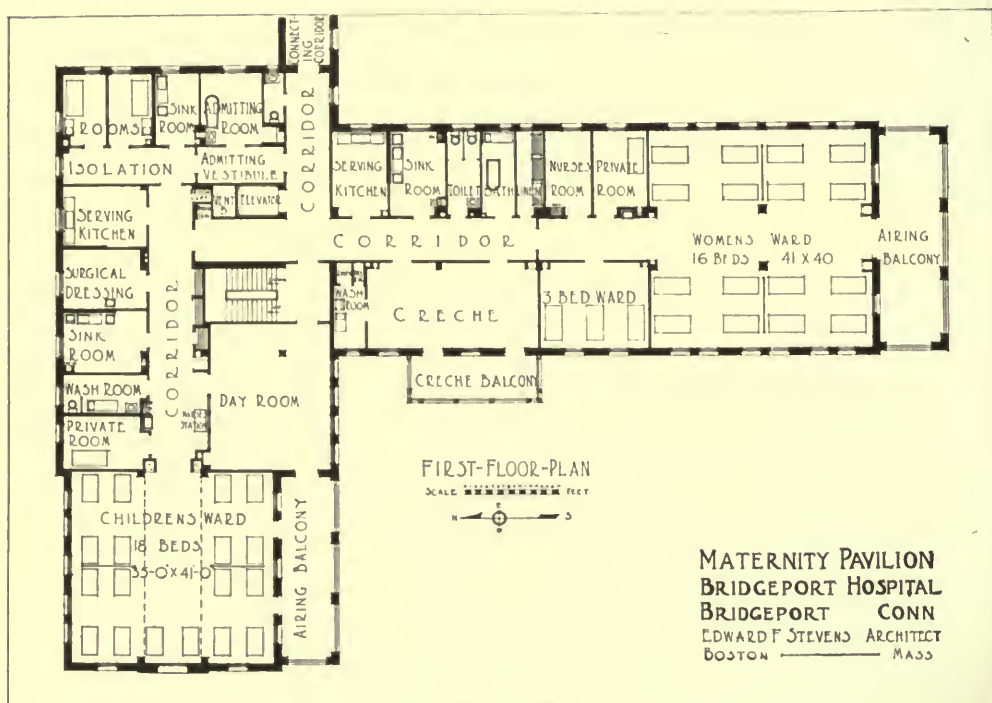 CONNECT-
ING
CORRIDOR
ROOMS
SINK
ROOM
ADMITTING
ROOM
CORRIDOR
ISOLATION
ADMITTING
VESTIBULE
VENT
ELEVATOR
SERVING
KITCHEN
SINK
ROOM
TOILET
BATH
LINEN
NURSES
ROOM
PRIVATE
ROOM
SERVING
KITCHEN
CORRIDOR
WOMENS WARD
16 BEDS 41 X 40
AIRING
BALCONY
SURGICAL
DRESSING
WASH
ROOM
CRECHE
3 BED WARD
SINK
ROOM
CORRIDOR
CRECHE BALCONY
WASH ROOM
DAY ROOM
NURSES
STATION
PRIVATE
ROOM
CHILDRENS WARD
18 BEDS
35-0" X 41-0"
AIRING BALCONY
FIRST-FLOOR-PLAN
SCALE FEET
E
N S
MATERNITY PAVILION
BRIDGEPORT HOSPITAL
BRIDGEPORT CONN
EDWARD F STEVENS ARCHITECT
BOSTON MASS